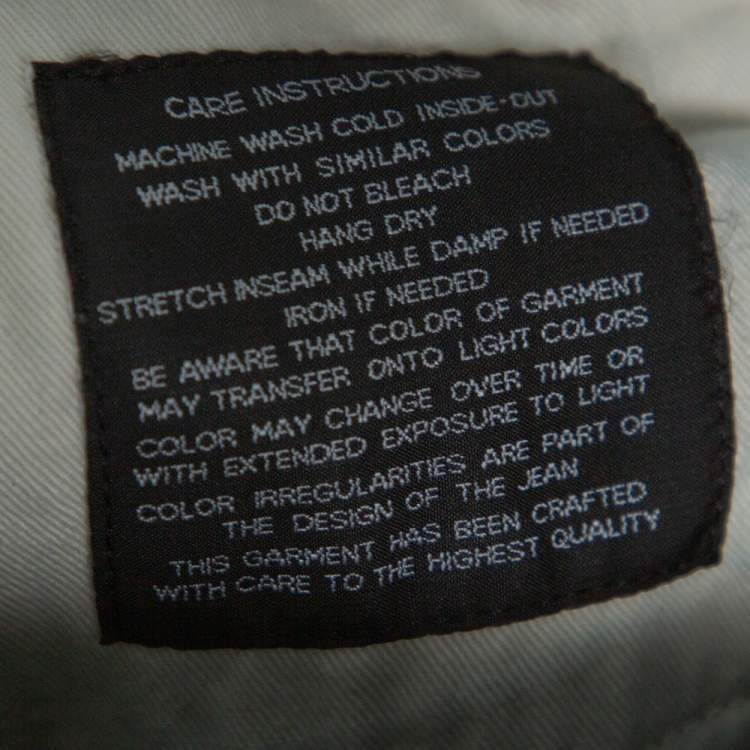 CARE INSTRUCTIONS
MACHINE WASH COLD INSIDE-OUT
WASH WITH SIMILAR COLORS
DO NOT BLEACH
HANG DRY
STRETCH INSEAM WHILE DAMP IF NEEDED
IRON IF NEEDED
BE AWARE THAT COLOR OF GARMENT
MAY TRANSFER ONTO LIGHT COLORS
COLOR MAY CHANGE OVER TIME OR
WITH EXTENDED EXPOSURE TO LIGHT
COLOR IRREGULARITIES ARE PART OF
THE DESIGN OF THE JEAN
THIS GARMENT HAS BEEN CRAFTED
WITH CARE TO THE HIGHEST QUALITY